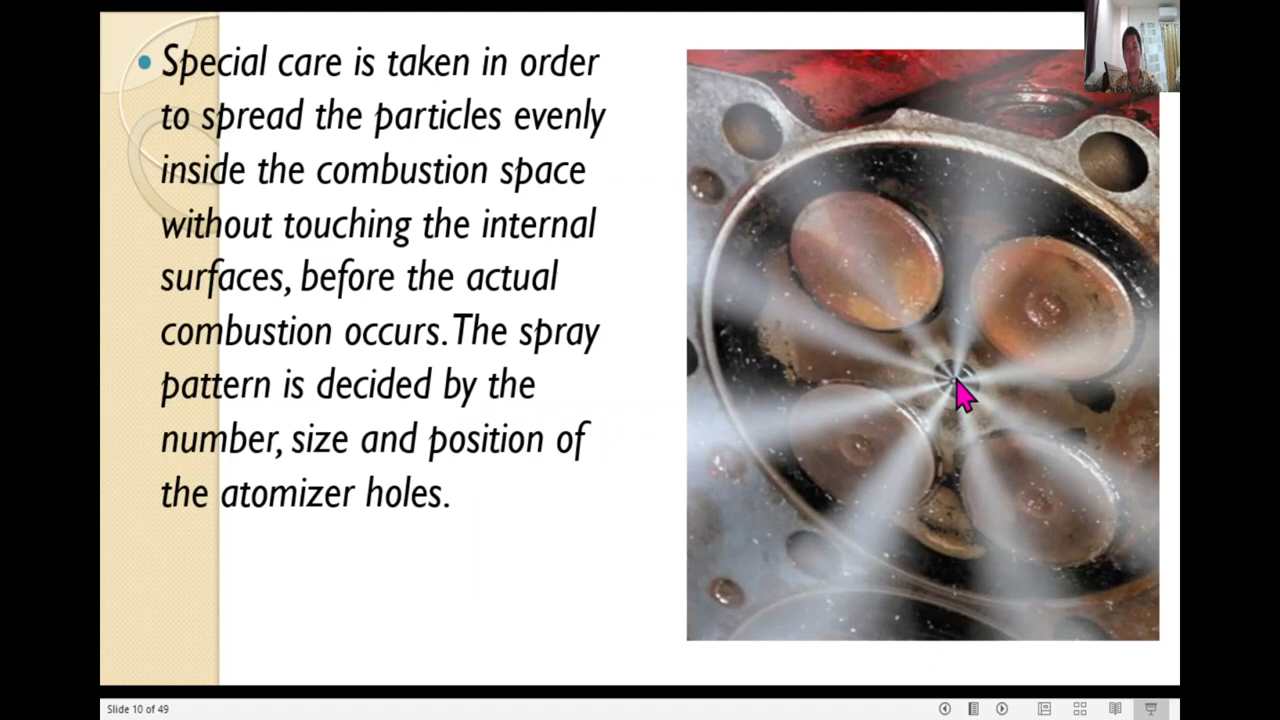 Special care is taken in order
to spread the particles evenly
inside the combustion space
without touching the internal
surfaces, before the actual
combustion occurs. The spray
pattern is decided by the
number, size and position of
the atomizer holes.
Slide 10 of 49